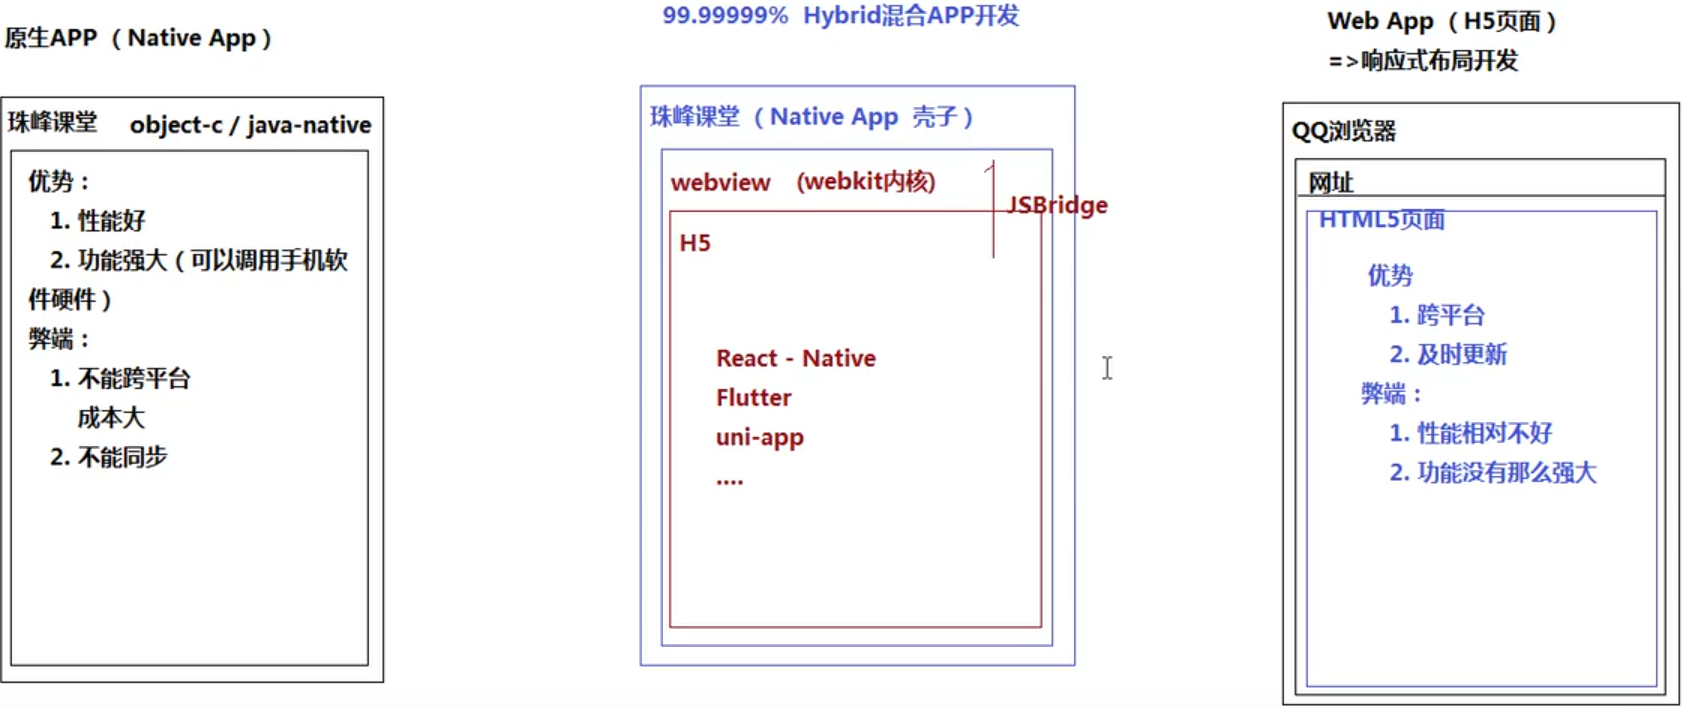 原生APP（Native App）
珠峰课堂 object-c / java-native
优势：
1. 性能好
2. 功能强大（可以调用手机软
件硬件）
弊端：
1. 不能跨平台
成本大
2. 不能同步
99.99999% Hybrid混合APP开发
珠峰课堂（Native App 壳子）
webview (webkit内核)
JSBridge
H5
React - Native
Flutter
uni-app
....
Web App（H5页面）
=>响应式布局开发
QQ浏览器
网址
HTML5页面
优势
1. 跨平台
2. 及时更新
弊端：
1. 性能相对不好
2. 功能没有那么强大